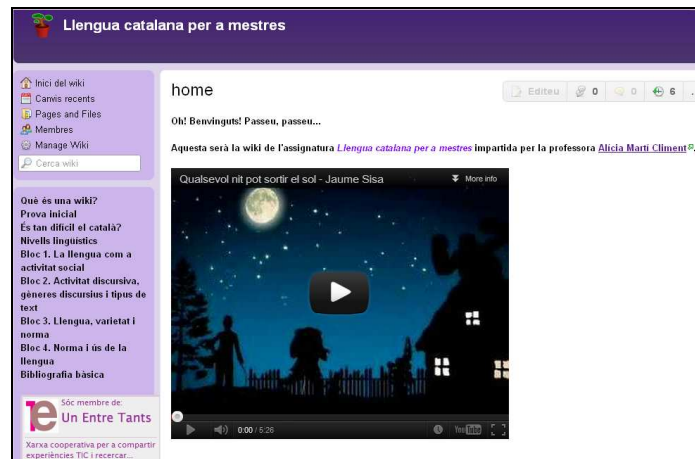 Llengua catalana per a mestres
Inici del wiki
Canvis recents
Pages and Files
Membres
Manage Wiki
Cerca wiki
Què és una wiki?
Prova inicial
És tan difícil el català?
Nivells lingüístics
Bloc 1. La llengua com a
activitat social
Bloc 2. Activitat discursiva,
gèneres discursius i tipus de
text
Bloc 3. Llengua, varietat i
norma
Bloc 4. Norma i ús de la
llengua
Bibliografia bàsica
Sóc membre de:
Un Entre Tants
Xarxa cooperativa per a compartir
experiències TIC i recercar...
home
Editeu 0 0 6
Oh! Benvinguts! Passeu, passeu...
Aquesta serà la wiki de l'assignatura Llengua catalana per a mestres impartida per la professora Alícia Martí Climent.
Qualsevol nit pot sortir el sol - Jaume Sisa
More info
0:00 / 5:26
YouTube